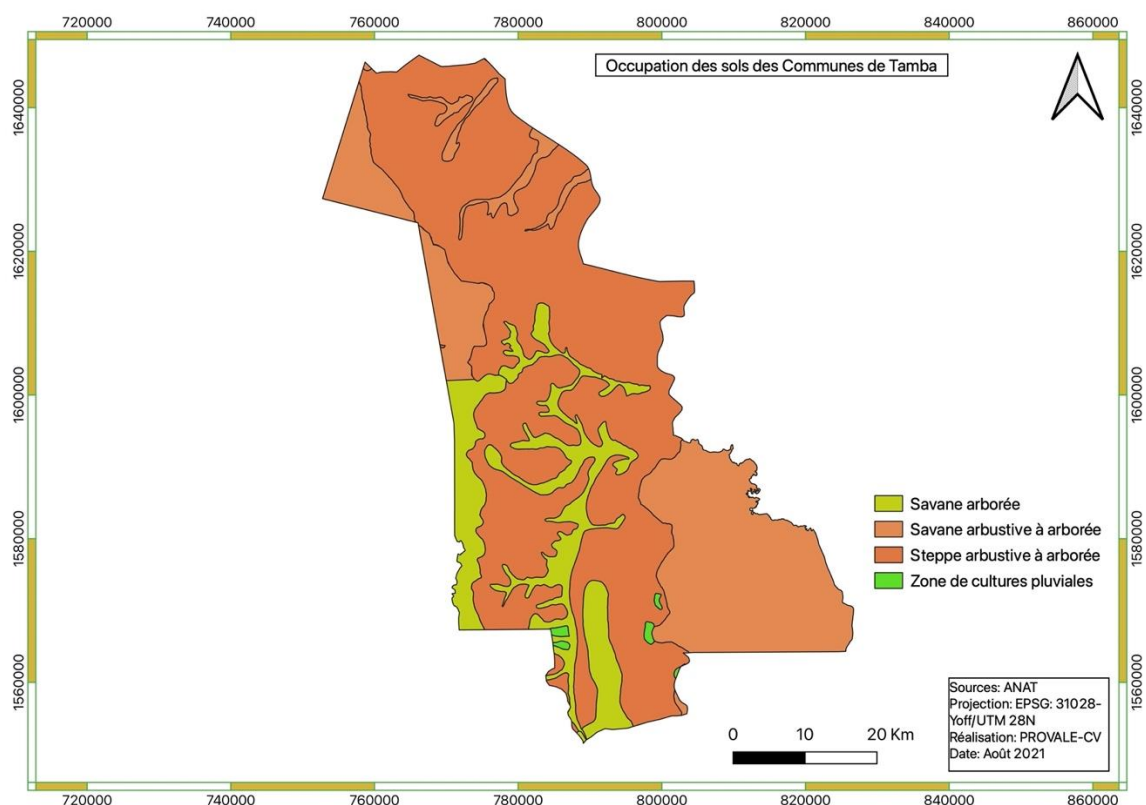 720000 740000 760000 780000 800000 820000 840000 860000
Occupation des sols des Communes de Tamba
1640000 1640000
1620000 1620000
1600000 1600000
1580000 1580000
1560000 1560000
Savane arborée
Savane arbustive à arborée
Steppe arbustive à arborée
Zone de cultures pluviales
Sources: ANAT
Projection: EPSG: 31028-
Yoff/UTM 28N
Réalisation: PROVALE-CV
Date: Août 2021
0 10 20 Km
720000 740000 760000 780000 800000 820000 840000 860000